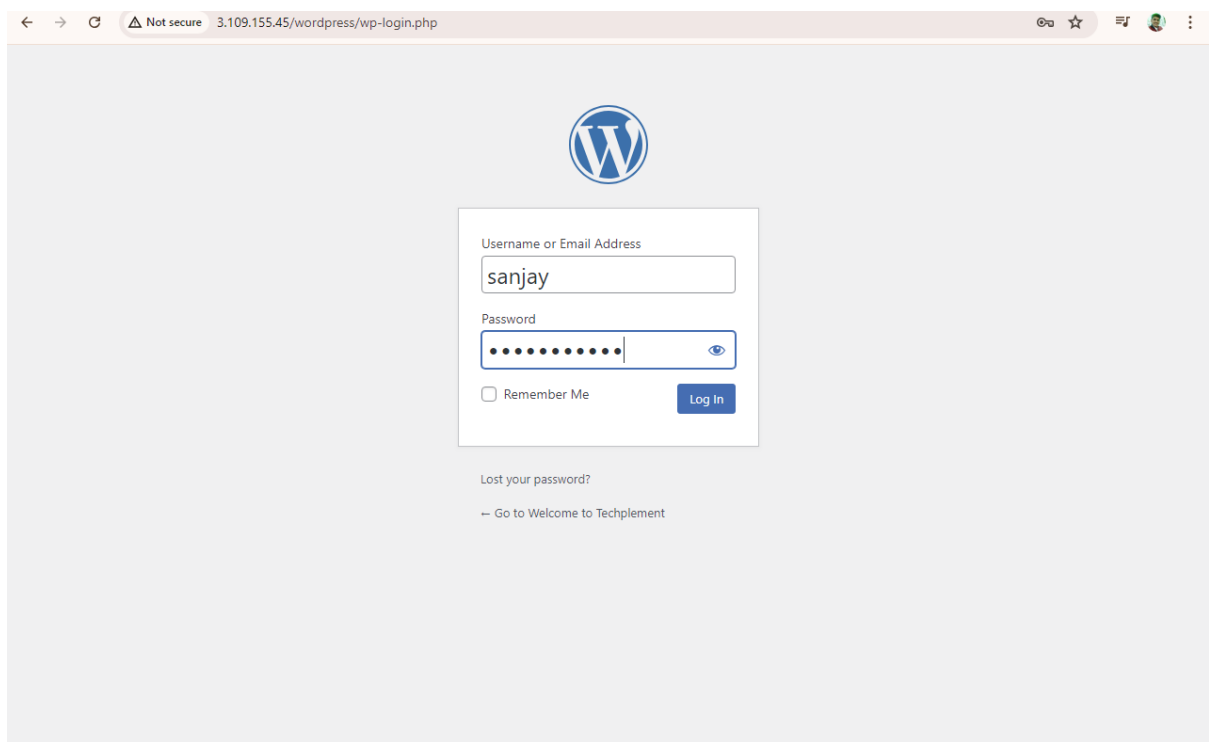 Not secure 3.109.155.45/wordpress/wp-login.php
Username or Email Address
sanjay
Password
•••••••••••
Remember Me
Log In
Lost your password?
← Go to Welcome to Techplement